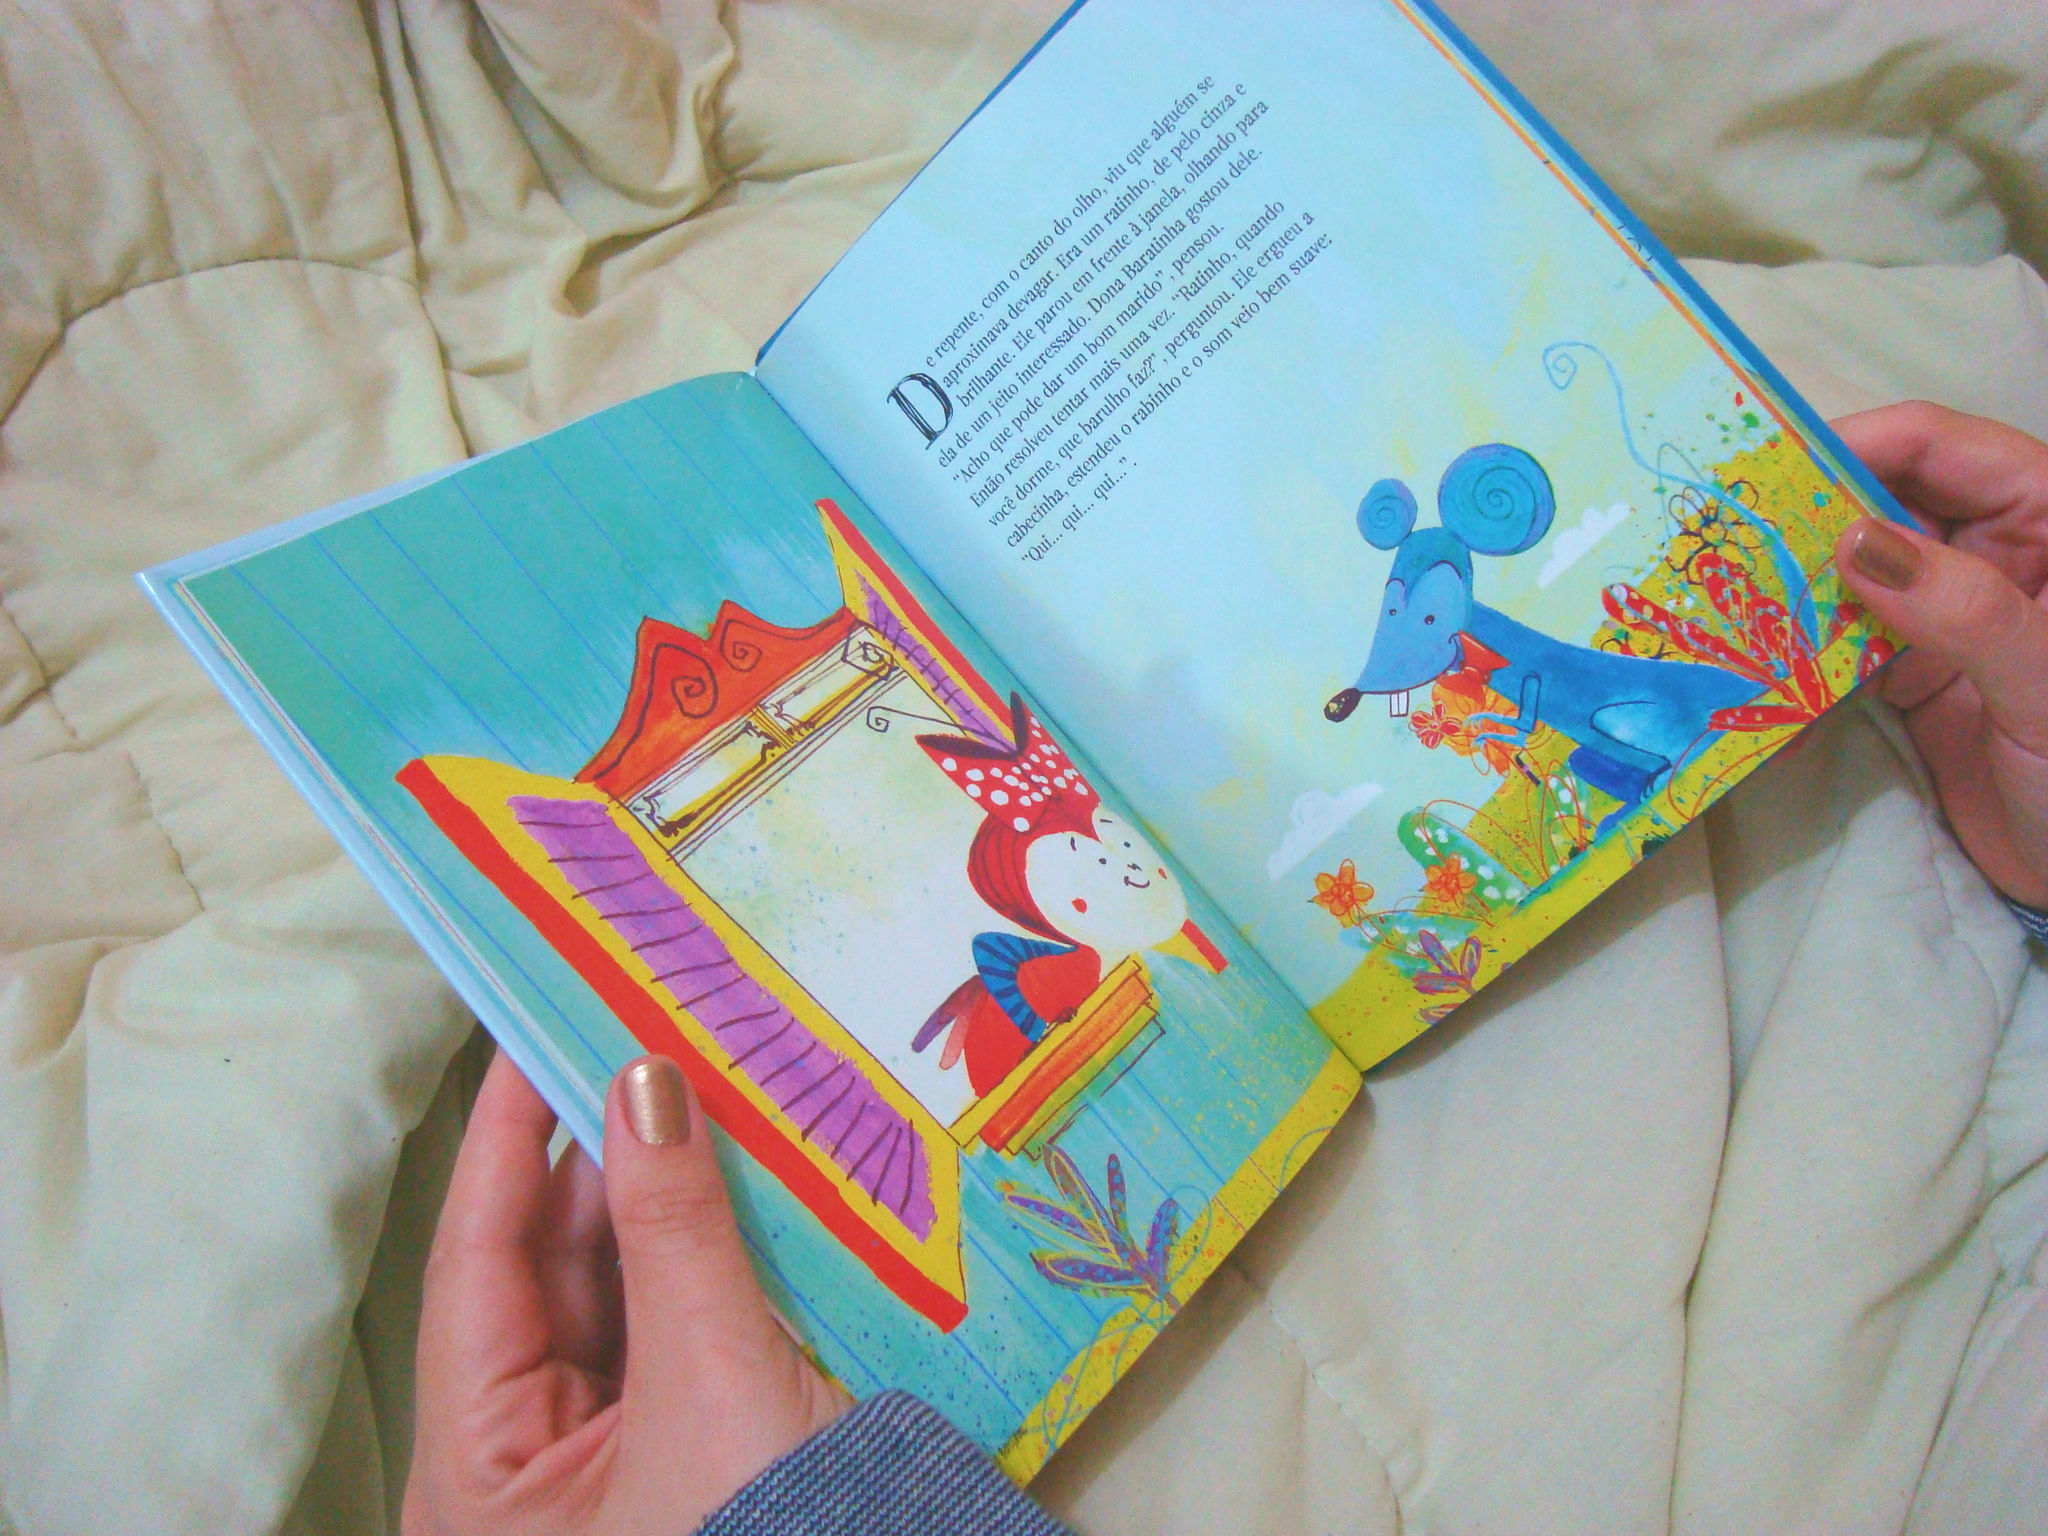 De repente, com o canto do olho, viu que alguém se
aproximava devagar. Era um ratinho, de pelo cinza e
brilhante. Ele parou em frente à janela, olhando para
ela de um jeito interessado. Dona Baratinha gostou dele.
“Acho que pode dar um bom marido”, pensou.
Então resolveu tentar mais uma vez. “Ratinho, quando
você dorme, que barulho faz?”, perguntou. Ele ergueu a
cabecinha, estendeu o rabinho e o som veio bem suave:
“Qui... qui... qui...”.